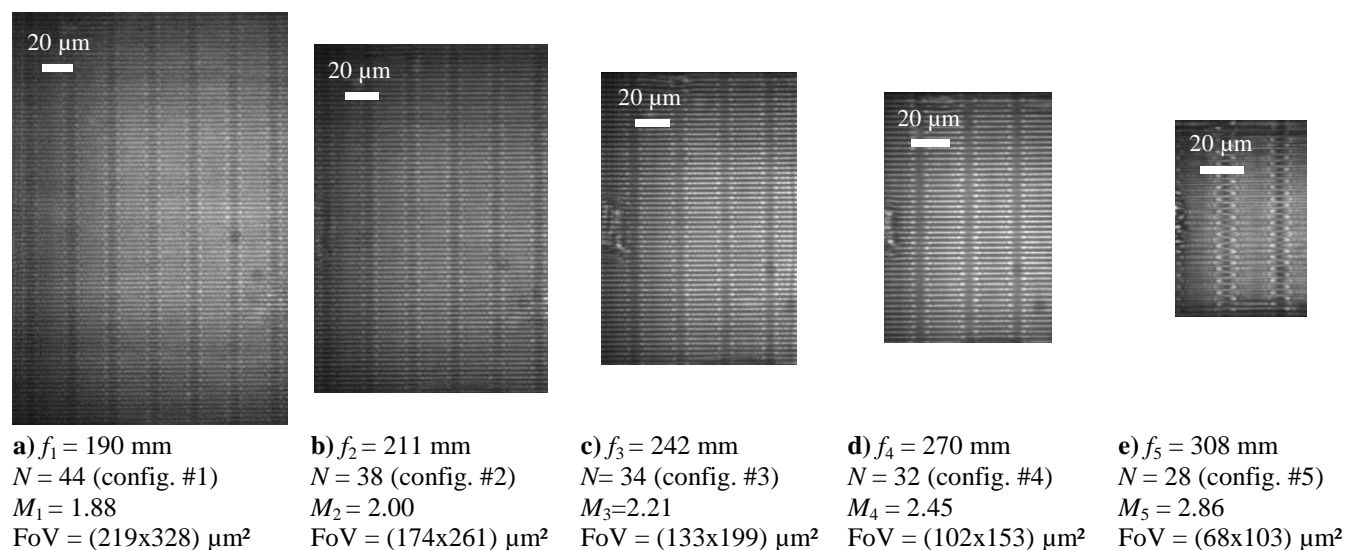 20 µm
20 µm
20 µm
20 µm
20 µm
a) f1 = 190 mm
N = 44 (config. #1)
M1 = 1.88
FoV = (219x328) µm²
b) f2 = 211 mm
N = 38 (config. #2)
M2 = 2.00
FoV = (174x261) µm²
c) f3 = 242 mm
N= 34 (config. #3)
M3=2.21
FoV = (133x199) µm²
d) f4 = 270 mm
N = 32 (config. #4)
M4 = 2.45
FoV = (102x153) µm²
e) f5 = 308 mm
N = 28 (config. #5)
M5 = 2.86
FoV = (68x103) µm²